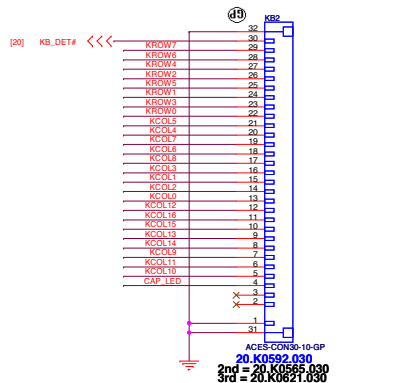 GP
KB2
32
[20] KB_DET# 30
KROW7 29
KROW6 28
KROW4 27
KROW2 26
KROW5 25
KROW1 24
KROW3 23
KROW0 22
KCOL5 21
KCOL4 20
KCOL7 19
KCOL6 18
KCOL8 17
KCOL3 16
KCOL1 15
KCOL2 14
KCOL0 13
KCOL12 12
KCOL16 11
KCOL15 10
KCOL13 9
KCOL14 8
KCOL9 7
KCOL11 6
KCOL10 5
CAP_LED 4
3
2
1
31
ACES-CON30-10-GP
20.K0592.030
2nd = 20.K0565.030
3rd = 20.K0621.030